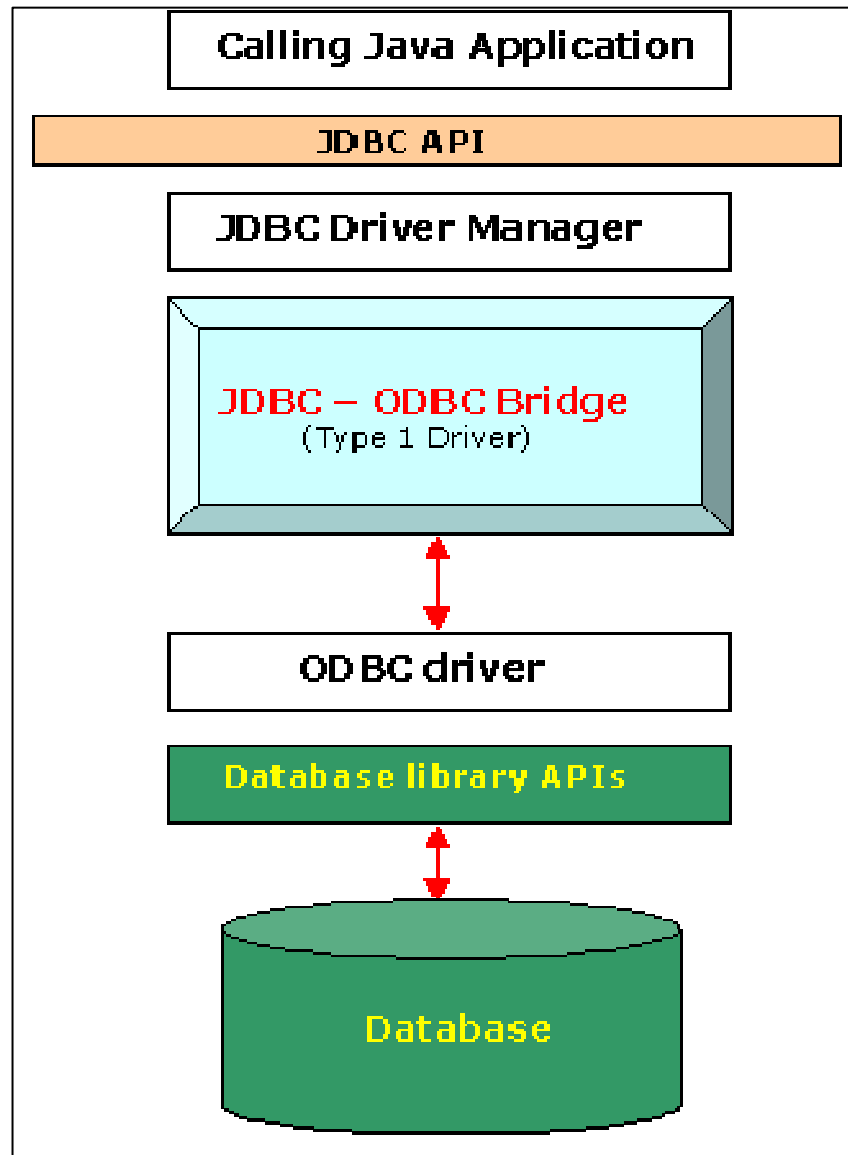 Calling Java Application
JDBC API
JDBC Driver Manager
JDBC – ODBC Bridge
(Type 1 Driver)
ODBC driver
Database library APIs
Database